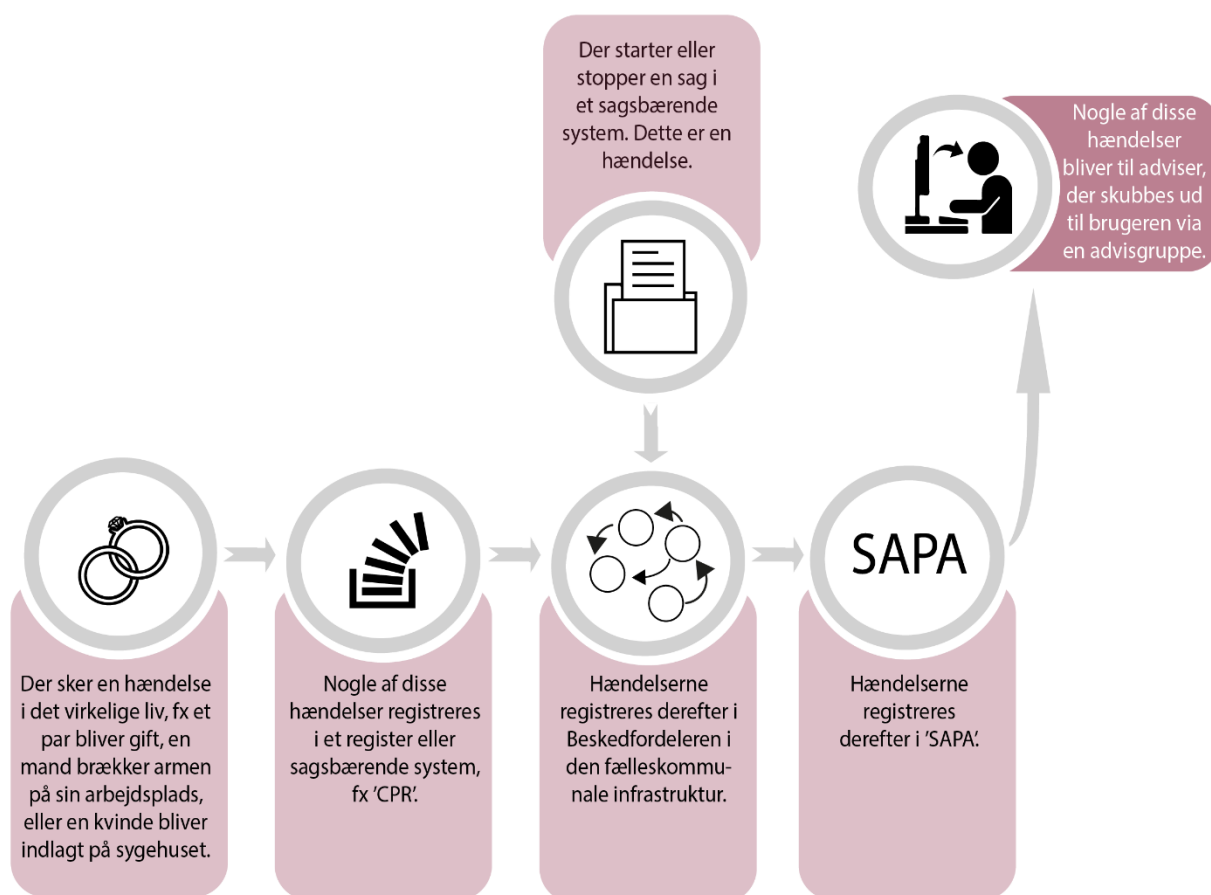 Der starter eller
stopper en sag i
et sagsbærende
system. Dette er en
hændelse.
Nogle af disse
hændelser
bliver til adviser,
der skubbes ud
til brugeren via
en advisgruppe.
SAPA
Der sker en hændelse
i det virkelige liv, fx et
par bliver gift, en
mand brækker armen
på sin arbejdsplads,
eller en kvinde bliver
indlagt på sygehuset.
Nogle af disse
hændelser registreres
i et register eller
sagsbærende system,
fx 'CPR'.
Hændelserne
registreres derefter i
Beskedfordeleren i
den fælleskommu-
nale infrastruktur.
Hændelserne
registreres
derefter i 'SAPA'.